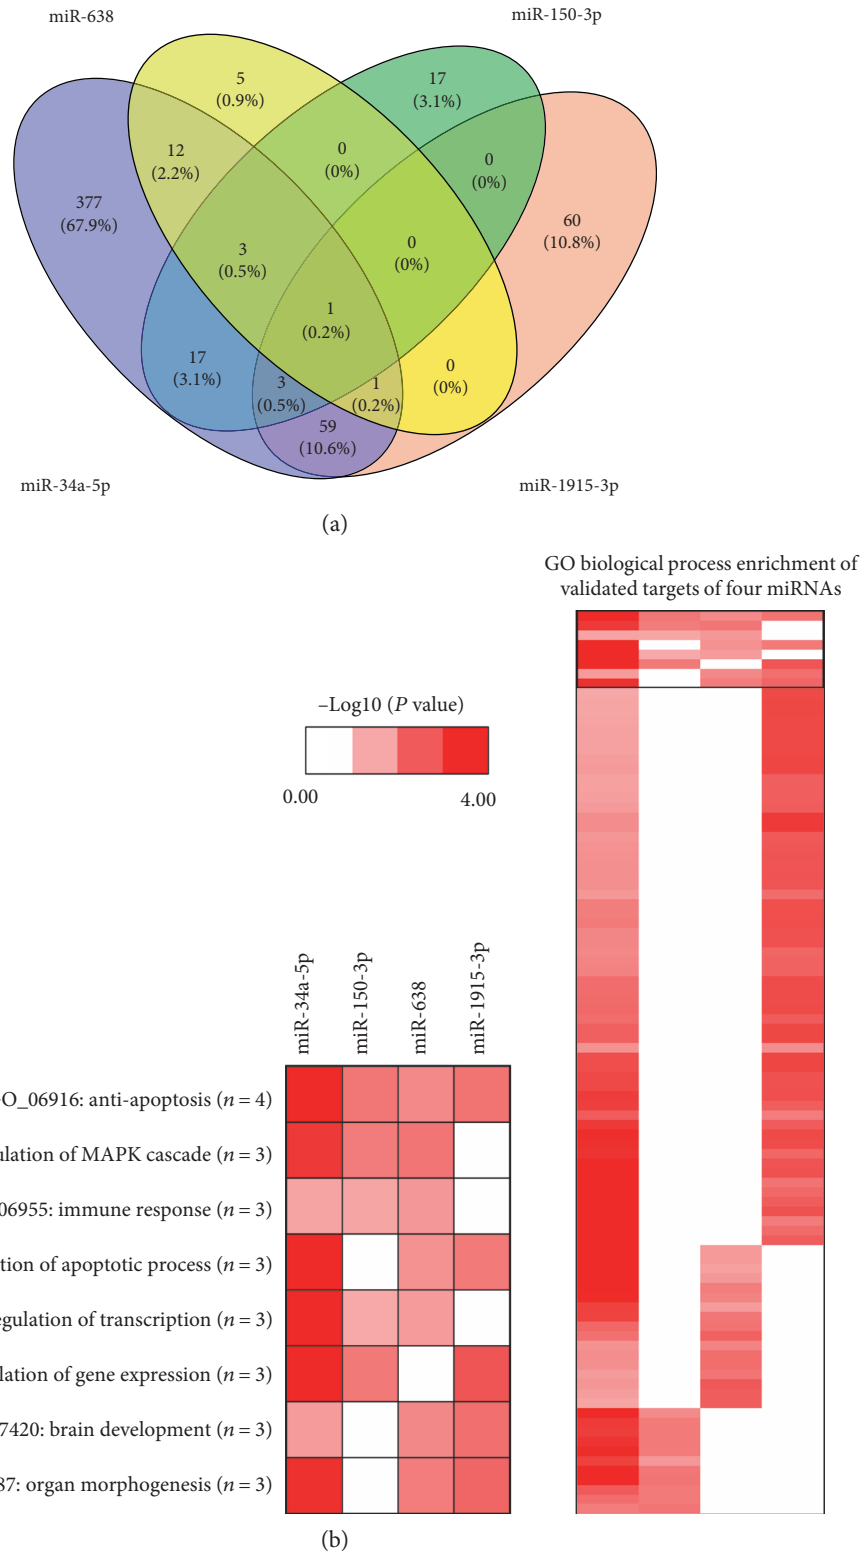 miR-638
miR-150-3p
5
(0.9%)
17
(3.1%)
12
(2.2%)
0
(0%)
0
(0%)
377
(67.9%)
60
(10.8%)
3
(0.5%)
0
(0%)
1
(0.2%)
17
(3.1%)
3
(0.5%)
1
(0.2%)
0
(0%)
59
(10.6%)
miR-34a-5p
miR-1915-3p
(a)
GO biological process enrichment of
validated targets of four miRNAs
–Log10 (P value)
0.00
4.00
miR-34a-5p
miR-150-3p
miR-638
miR-1915-3p
O_06916: anti-apoptosis (n = 4)
ulation of MAPK cascade (n = 3)
06955: immune response (n = 3)
tion of apoptotic process (n = 3)
egulation of transcription (n = 3)
lation of gene expression (n = 3)
7420: brain development (n = 3)
87: organ morphogenesis (n = 3)
(b)